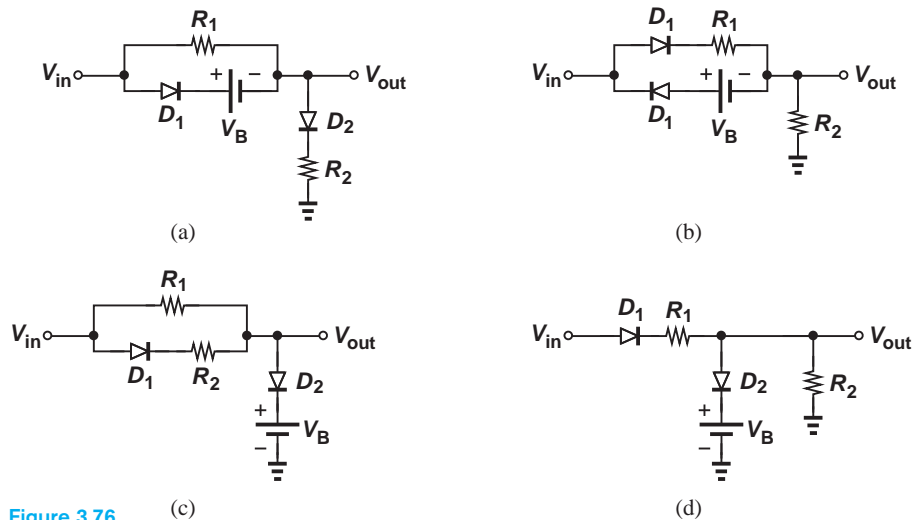 R1
Vin
+ −
Vout
D1
VB
D2
R2
(a)
D1
R1
Vin
+ −
Vout
D1
VB
R2
(b)
R1
Vin
Vout
D1
R2
D2
+
VB
−
(c)
D1
R1
Vin
Vout
D2
R2
+
VB
−
(d)
Figure 3.76